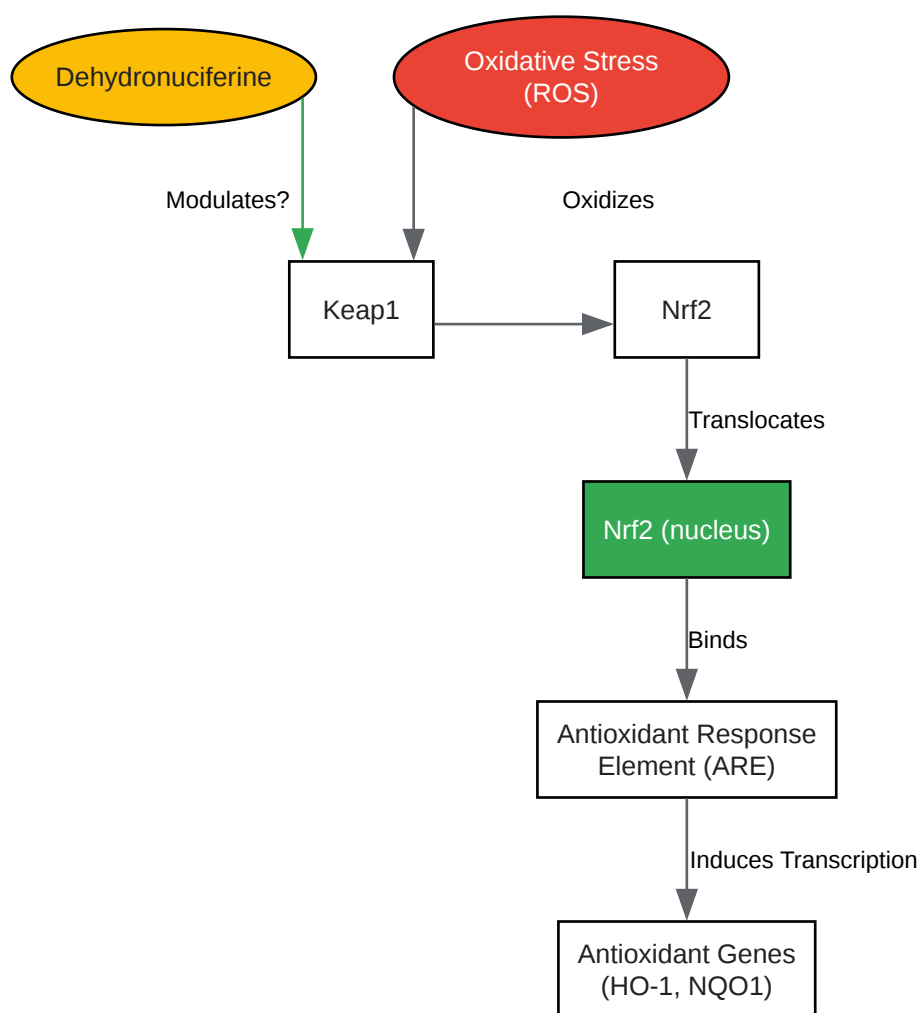 Dehydronuciferine
Oxidative Stress
(ROS)
Modulates?
Oxidizes
Keap1
Nrf2
Translocates
Nrf2 (nucleus)
Binds
Antioxidant Response
Element (ARE)
Induces Transcription
Antioxidant Genes
(HO-1, NQO1)